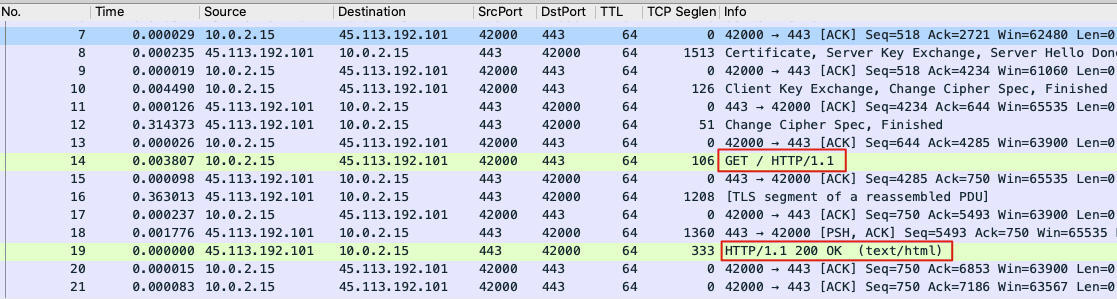 No. Time Source Destination SrcPort DstPort TTL TCP Seglen Info
7 0.000029 10.0.2.15 45.113.192.101 42000 443 64 0 42000 → 443 [ACK] Seq=518 Ack=2721 Win=62480 Len=0
8 0.000235 45.113.192.101 10.0.2.15 443 42000 64 1513 Certificate, Server Key Exchange, Server Hello Done
9 0.000019 10.0.2.15 45.113.192.101 42000 443 64 0 42000 → 443 [ACK] Seq=518 Ack=4234 Win=61060 Len=0
10 0.004490 10.0.2.15 45.113.192.101 42000 443 64 126 Client Key Exchange, Change Cipher Spec, Finished
11 0.000126 45.113.192.101 10.0.2.15 443 42000 64 0 443 → 42000 [ACK] Seq=4234 Ack=644 Win=65535 Len=0
12 0.314373 45.113.192.101 10.0.2.15 443 42000 64 51 Change Cipher Spec, Finished
13 0.000026 10.0.2.15 45.113.192.101 42000 443 64 0 42000 → 443 [ACK] Seq=644 Ack=4285 Win=63900 Len=0
14 0.003807 10.0.2.15 45.113.192.101 42000 443 64 106 GET / HTTP/1.1
15 0.000098 45.113.192.101 10.0.2.15 443 42000 64 0 443 → 42000 [ACK] Seq=4285 Ack=750 Win=65535 Len=0
16 0.363013 45.113.192.101 10.0.2.15 443 42000 64 1208 [TLS segment of a reassembled PDU]
17 0.000237 10.0.2.15 45.113.192.101 42000 443 64 0 42000 → 443 [ACK] Seq=750 Ack=5493 Win=63900 Len=0
18 0.001776 45.113.192.101 10.0.2.15 443 42000 64 1360 443 → 42000 [PSH, ACK] Seq=5493 Ack=750 Win=65535
19 0.000000 45.113.192.101 10.0.2.15 443 42000 64 333 HTTP/1.1 200 OK (text/html)
20 0.000015 10.0.2.15 45.113.192.101 42000 443 64 0 42000 → 443 [ACK] Seq=750 Ack=6853 Win=63900 Len=0
21 0.000083 10.0.2.15 45.113.192.101 42000 443 64 0 42000 → 443 [ACK] Seq=750 Ack=7186 Win=63567 Len=0